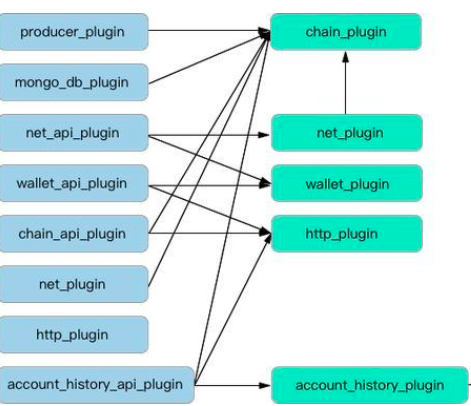 producer_plugin
chain_plugin
mongo_db_plugin
net_api_plugin
net_plugin
wallet_api_plugin
wallet_plugin
chain_api_plugin
http_plugin
net_plugin
http_plugin
account_history_api_plugin
account_history_plugin